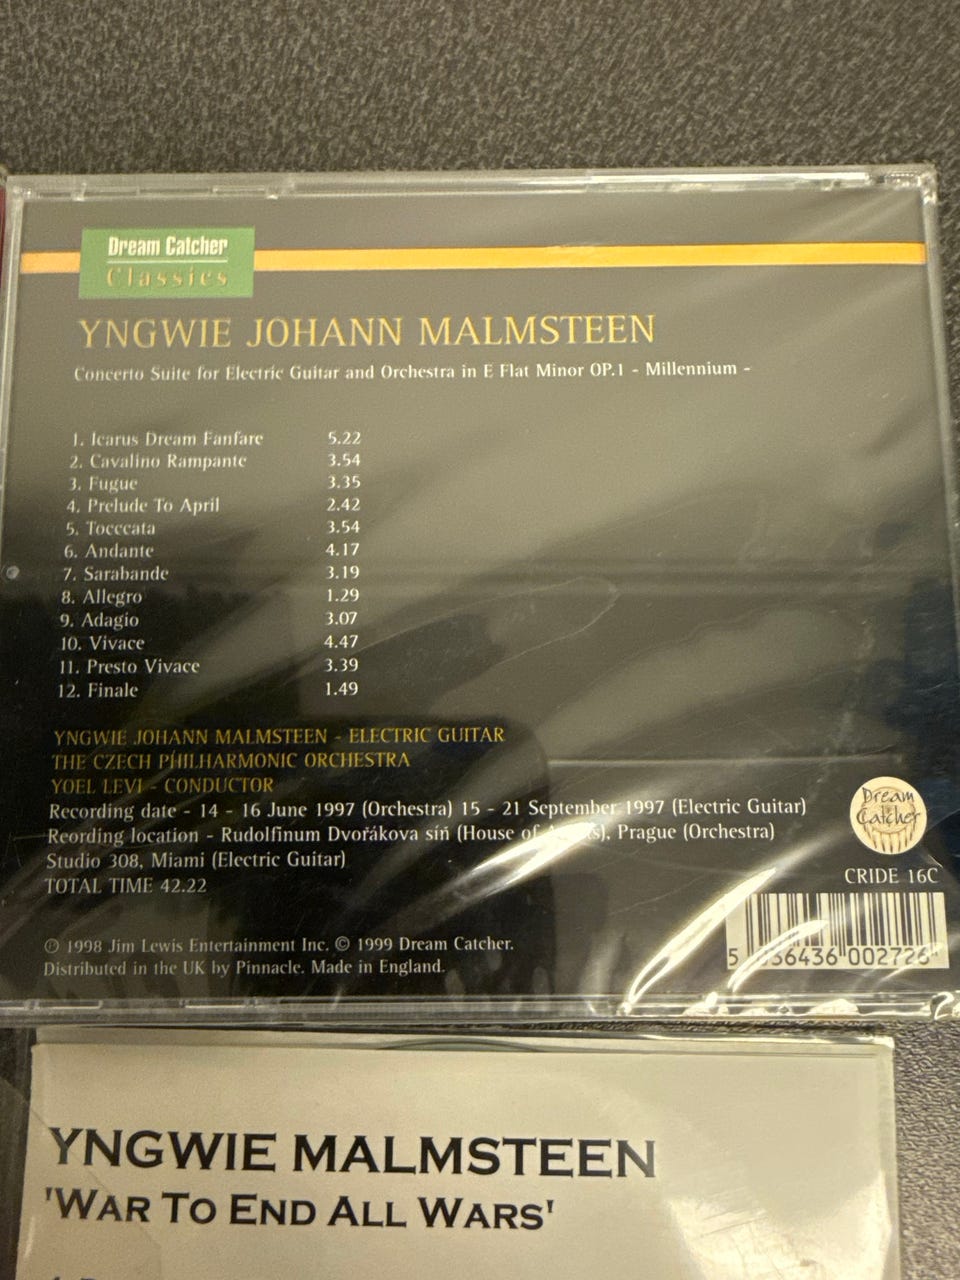 Dream Catcher
Classics
YNGWIE JOHANN MALMSTEEN
Concerto Suite for Electric Guitar and Orchestra in E Flat Minor OP.1 - Millennium -
1. Icarus Dream Fanfare 5.22
2. Cavalino Rampante 3.54
3. Fugue 3.35
4. Prelude To April 2.42
5. Tocccata 3.54
6. Andante 4.17
7. Sarabande 3.19
8. Allegro 1.29
9. Adagio 3.07
10. Vivace 4.47
11. Presto Vivace 3.39
12. Finale 1.49
YNGWIE JOHANN MALMSTEEN - ELECTRIC GUITAR
THE CZECH PHILHARMONIC ORCHESTRA
YOEL LEVI - CONDUCTOR
Recording date - 14 - 16 June 1997 (Orchestra) 15 - 21 September 1997 (Electric Guitar)
Reording location - Rudolfinum Dvořákova síň (House of), Prague (Orchestra)
Studio 308, Miami (Electric Guitar)
TOTAL TIME 42.22
Dream
Catcher
CRIDE 16C
℗ 1998 Jim Lewis Entertainment Inc. © 1999 Dream Catcher.
Distributed in the UK by Pinnacle. Made in England.
5 036436 002726
YNGWIE MALMSTEEN
'WAR TO END ALL WARS'